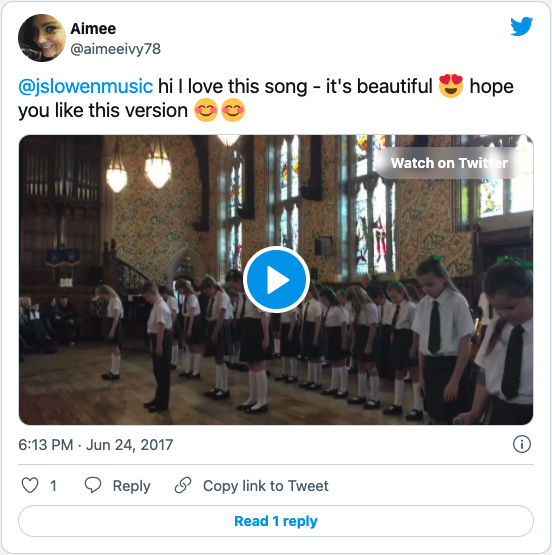 Aimee
@aimeeivy78
@jslowenmusic hi I love this song - it's beautiful 😍 hope
you like this version 😊😊
Watch on Twitter
6:13 PM · Jun 24, 2017
1 Reply Copy link to Tweet
Read 1 reply